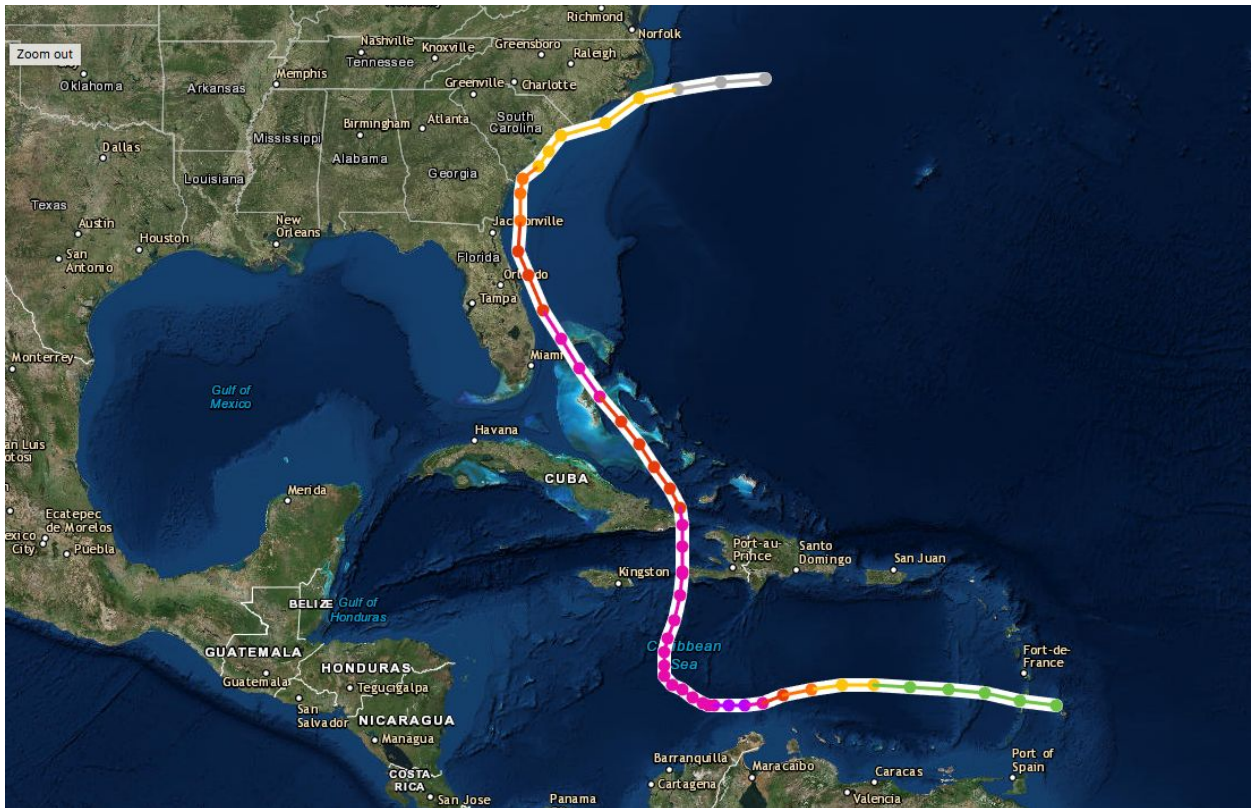 Richmond
Norfolk
Nashville
Knoxville
Greensboro
Zoom out
Tennessee
Raleigh
Oklahoma
Arkansas
Memphis
Greenville
Charlotte
Mississippi
Birmingham
Atlanta
South
Carolina
Dallas
Alabama
Georgia
Louisiana
Texas
Austin
New
Orleans
Jacksonville
Houston
San
Antonio
Florida
Orlando
Tampa
Monterrey
Miami
Gulf of
Mexico
Havana
an Luis
otosi
CUBA
Merida
Ecatepec
de Morelos
exico
City
Puebla
Port-au-
Prince
Santo
Domingo
San Juan
Kingston
BELIZE
Gulf of
Honduras
GUATEMALA
HONDURAS
Caribbean
Sea
Fort-de-
France
Guatemala
Tegucigalpa
San
Salvador
NICARAGUA
Managua
Barranquilla
Maracaibo
Caracas
Port of
Spain
COSTA
RICA
Cartagena
Valencia
San Jose
Panama